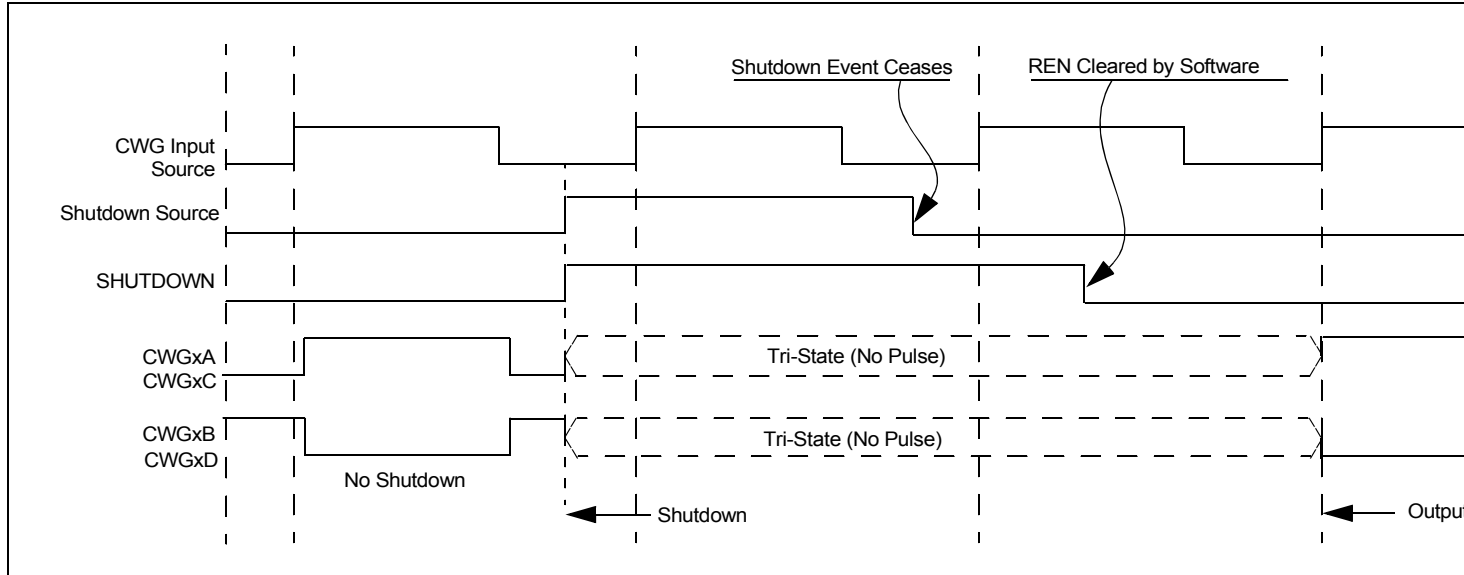 Shutdown Event Ceases
REN Cleared by Software
CWG Input
Source
Shutdown Source
SHUTDOWN
CWGxA
CWGxC
Tri-State (No Pulse)
CWGxB
CWGxD
Tri-State (No Pulse)
No Shutdown
Shutdown
Output